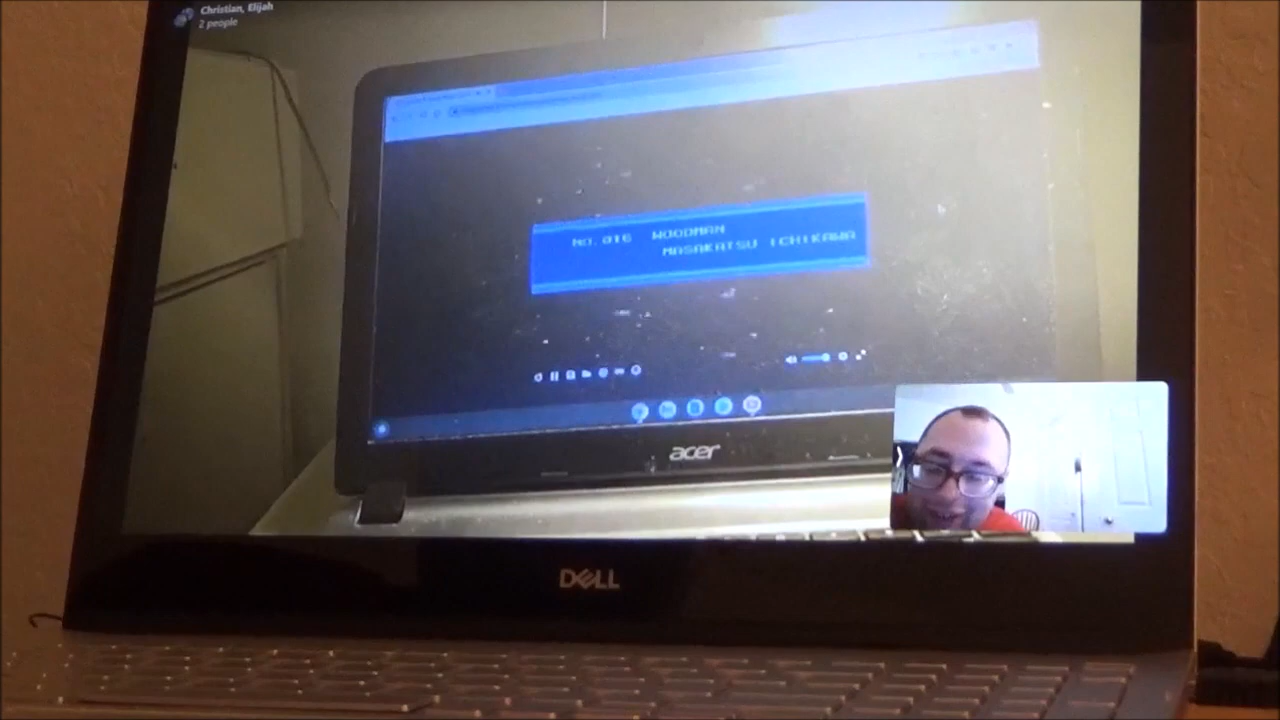 Christian, Elijah
2 people
NO.016 WOODMAN
MASAKATSU ICHIKAWA
acer
DELL